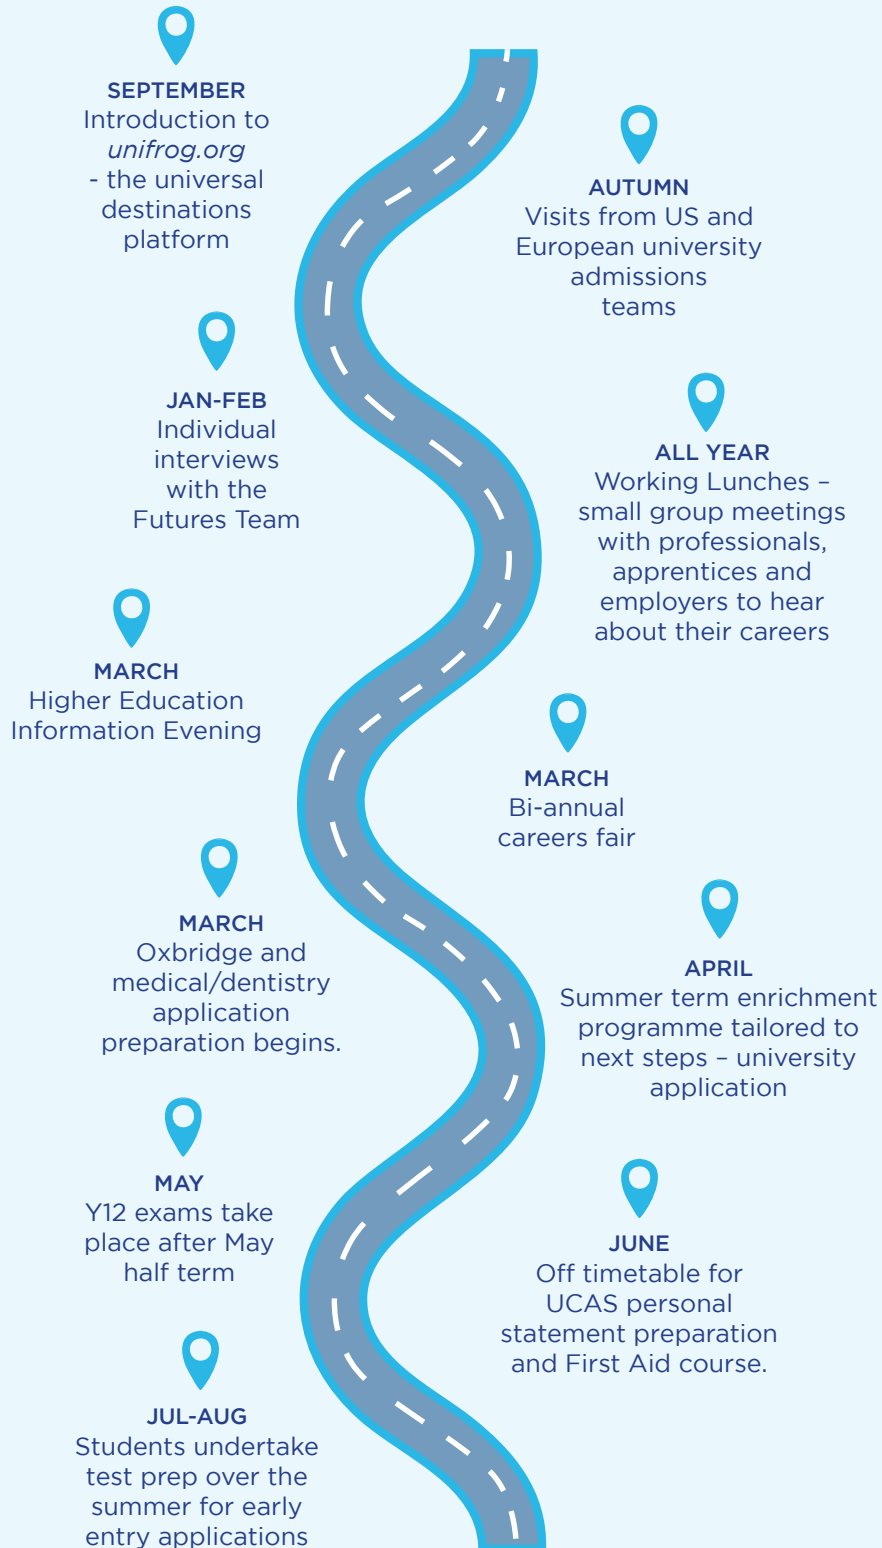 SEPTEMBER
Introduction to
unifrog.org
- the universal
destinations
platform
AUTUMN
Visits from US and
European university
admissions
teams
JAN-FEB
Individual
interviews
with the
Futures Team
ALL YEAR
Working Lunches –
small group meetings
with professionals,
apprentices and
employers to hear
about their careers
MARCH
Higher Education
Information Evening
MARCH
Bi-annual
careers fair
MARCH
Oxbridge and
medical/dentistry
application
preparation begins.
APRIL
Summer term enrichment
programme tailored to
next steps – university
application
MAY
Y12 exams take
place after May
half term
JUNE
Off timetable for
UCAS personal
statement preparation
and First Aid course.
JUL-AUG
Students undertake
test prep over the
summer for early
entry applications